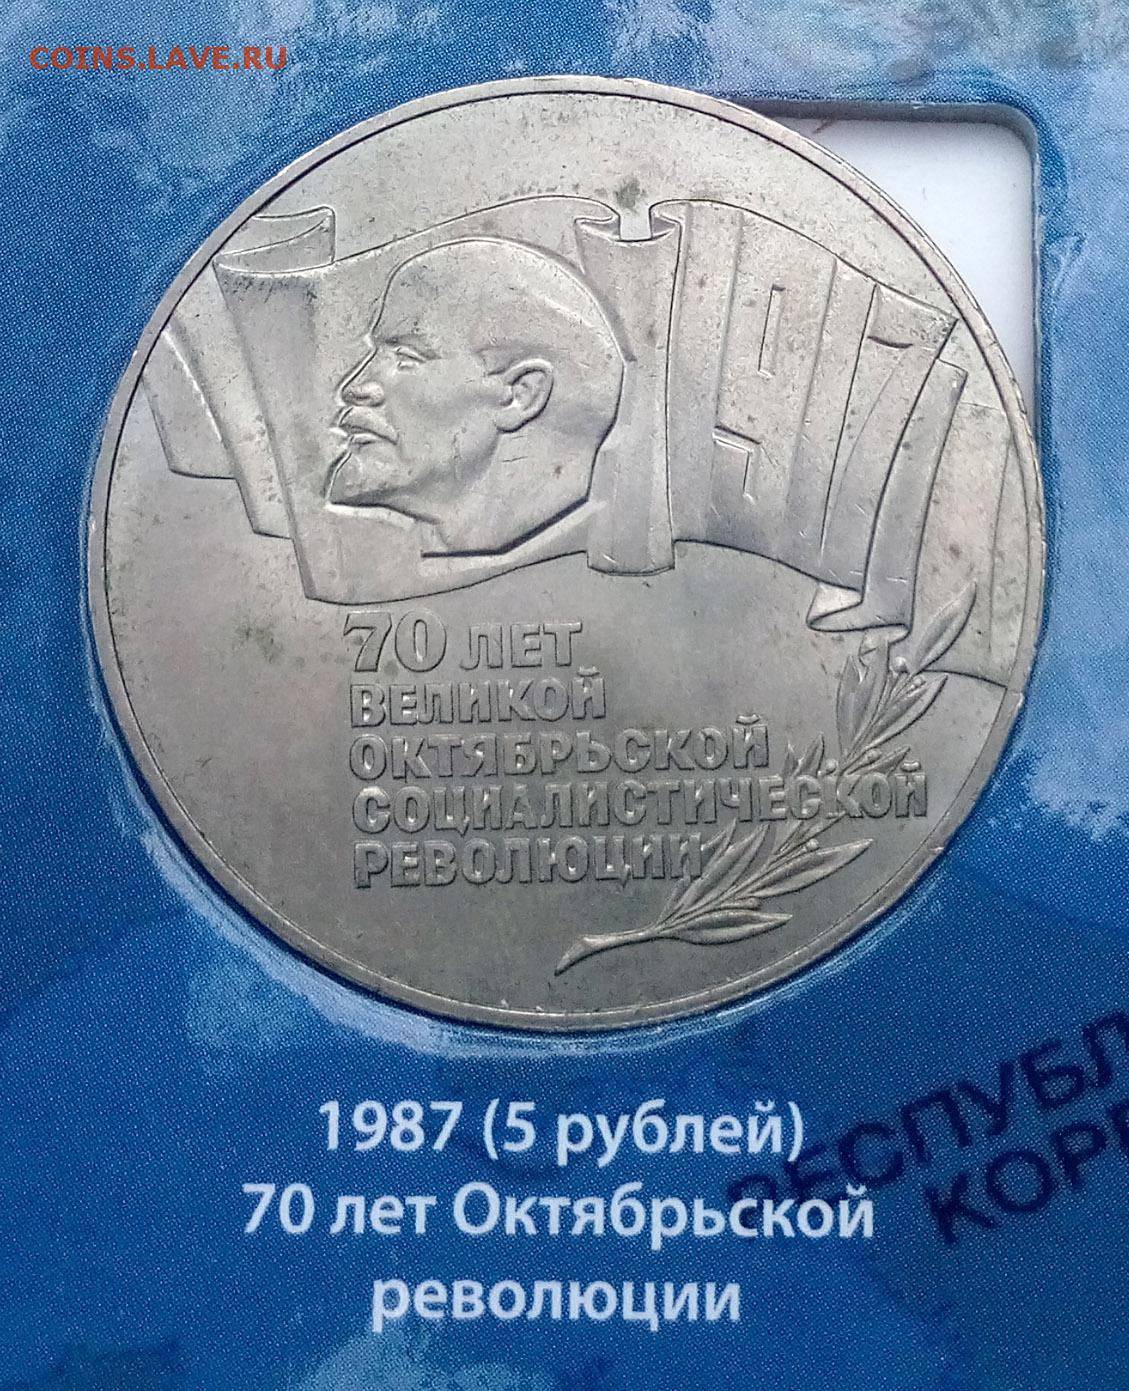 COINS.LAVE.RU
1917
70 ЛЕТ
ВЕЛИКОЙ
ОКТЯБРЬСКОЙ
СОЦИАЛИСТИЧЕСКОЙ
РЕВОЛЮЦИИ
1987 (5 рублей)
70 лет Октябрьской
революции